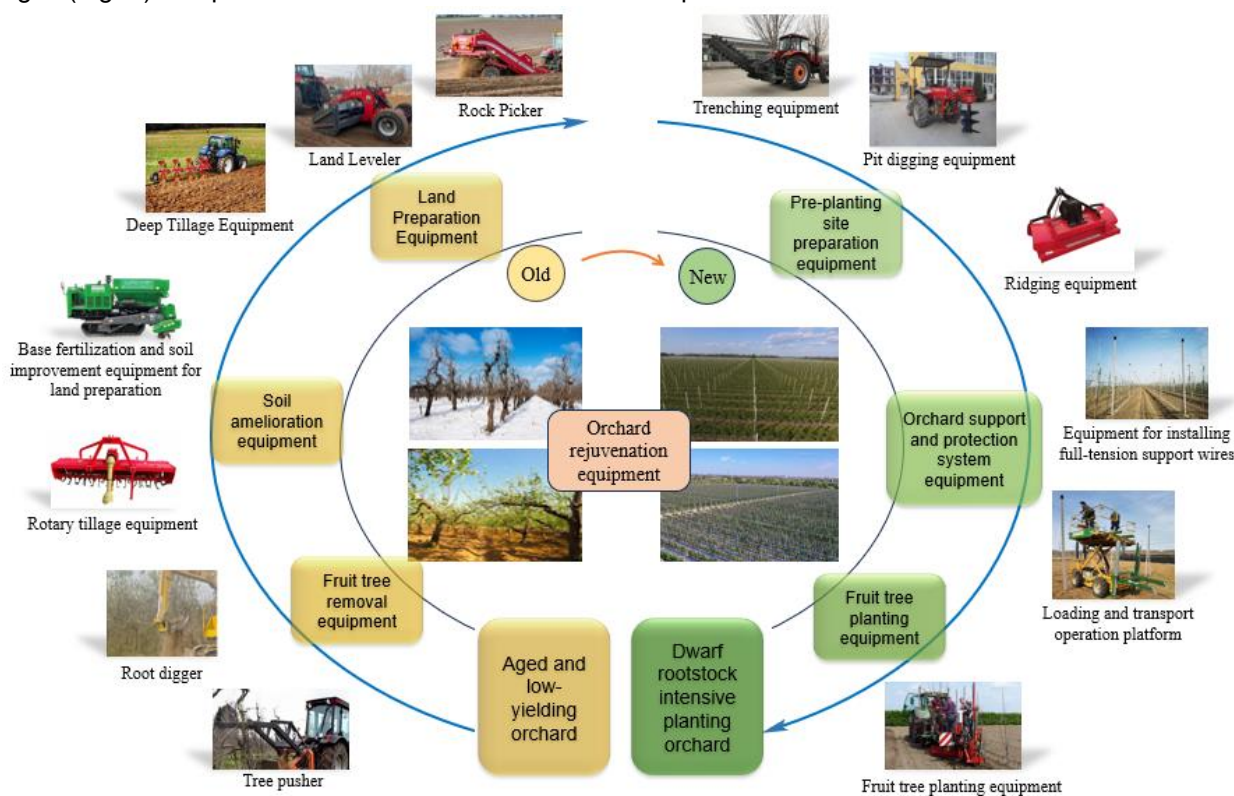 Rock Picker
Trenching equipment
Land Leveler
Pit digging equipment
Deep Tillage Equipment
Land
Preparation
Equipment
Pre-planting
site
preparation
equipment
Ridging equipment
Old
New
Base fertilization and soil
improvement equipment for
land preparation
Soil
amelioration
equipment
Orchard
rejuvenation
equipment
Orchard support
and protection
system
equipment
Equipment for installing
full-tension support wires
Rotary tillage equipment
Fruit tree
removal
equipment
Fruit tree
planting
equipment
Loading and transport
operation platform
Root digger
Aged and
low-
yielding
orchard
Dwarf
rootstock
intensive
planting
orchard
Tree pusher
Fruit tree planting equipment